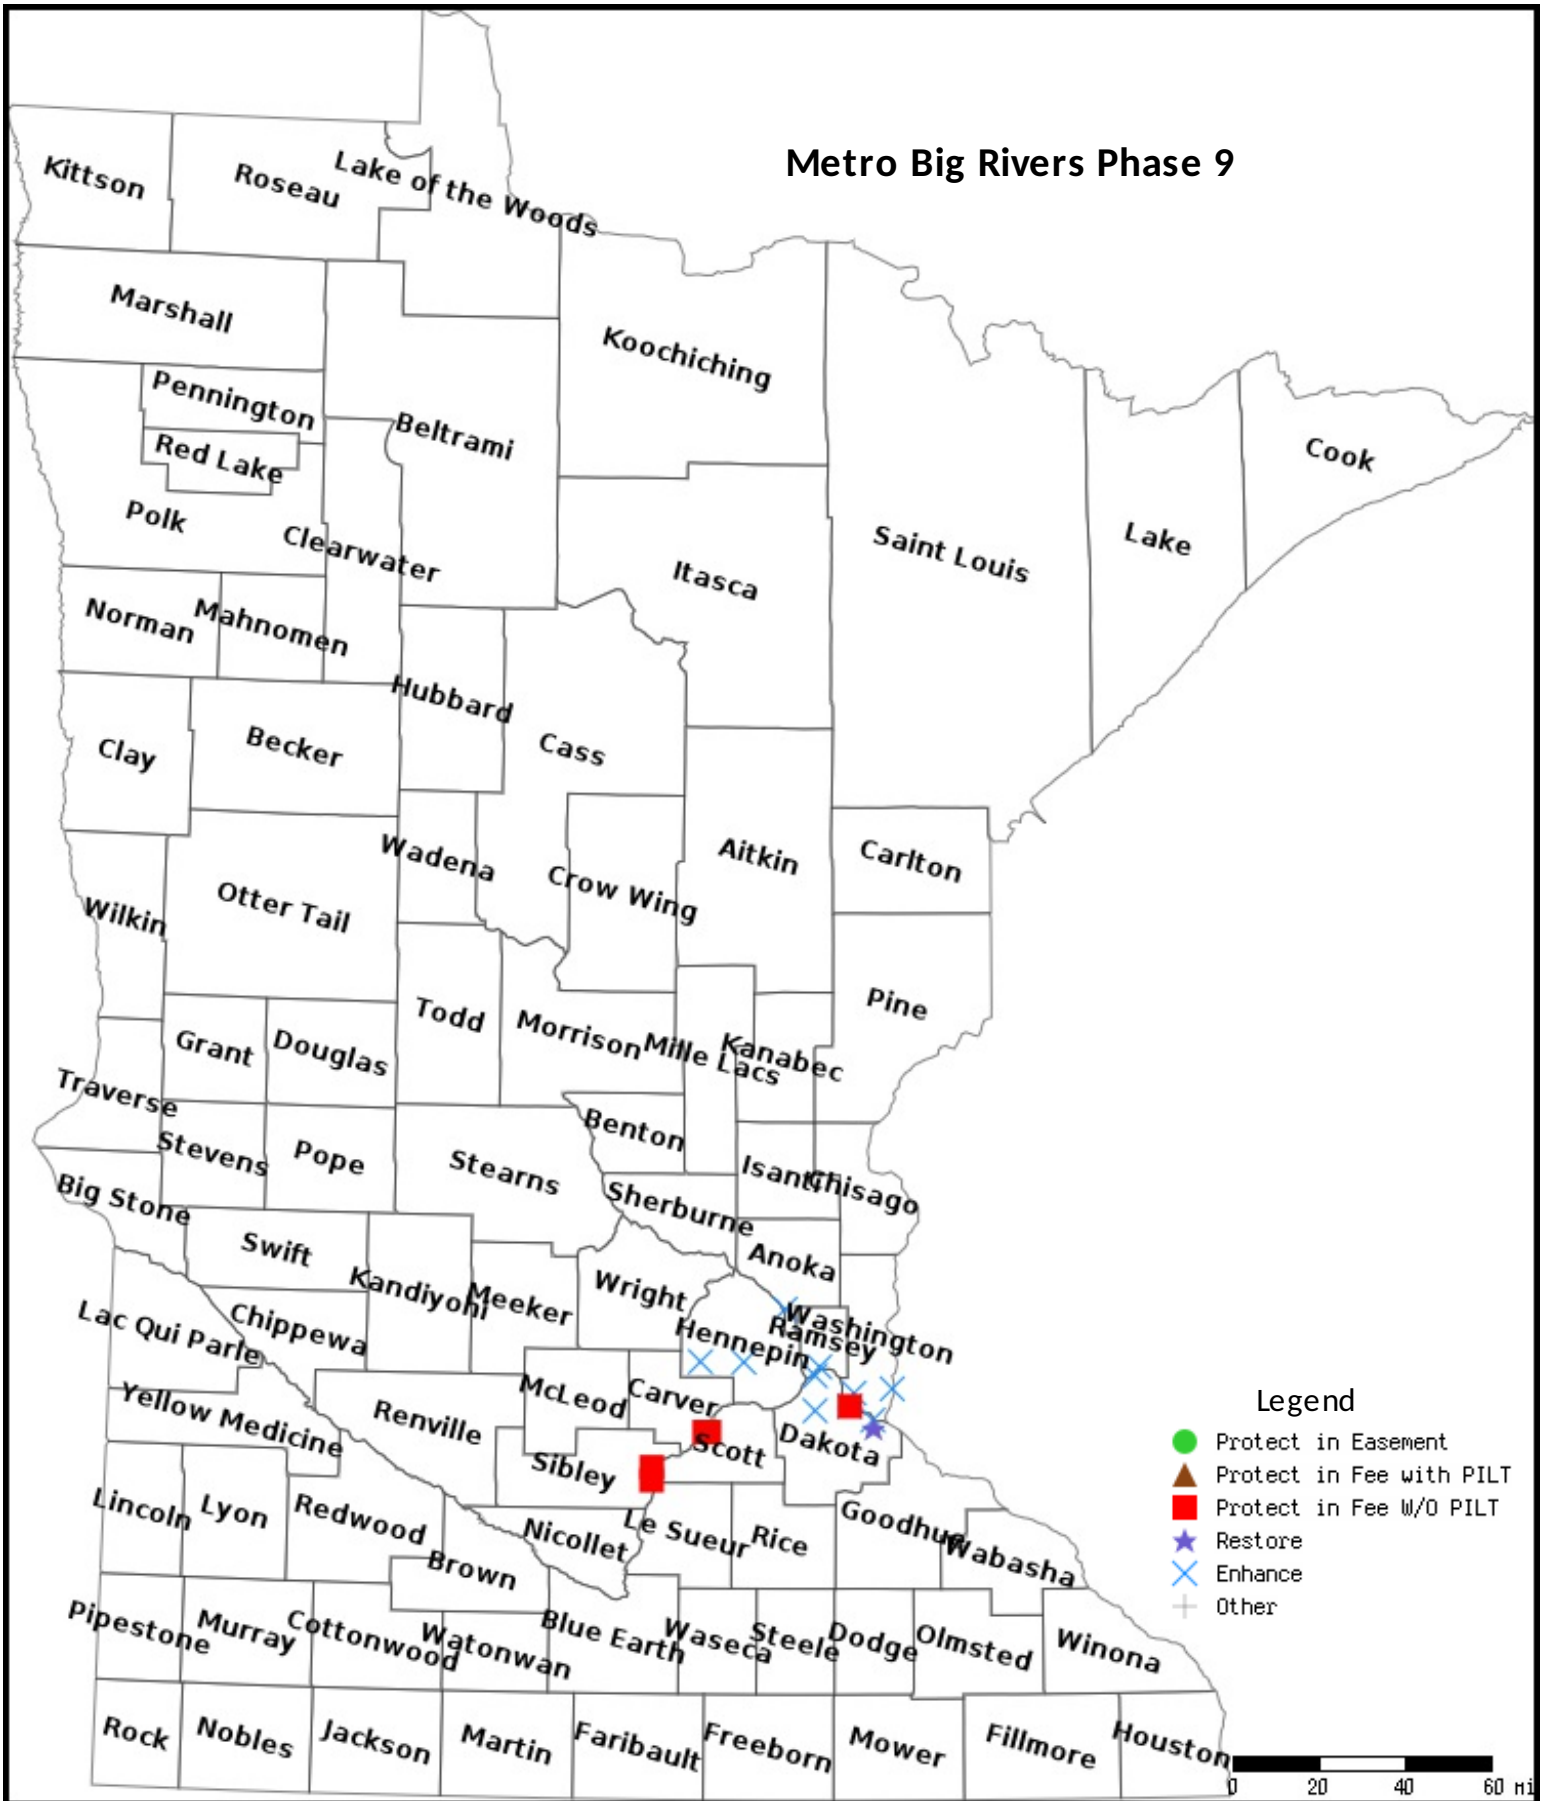 Metro Big Rivers Phase 9
Kittson
Roseau
Lake of the Woods
Marshall
Koochiching
Pennington
Beltrami
Red Lake
Cook
Polk
Clearwater
Saint Louis
Lake
Itasca
Norman
Mahnomen
Hubbard
Clay
Becker
Cass
Wadena
Aitkin
Carlton
Crow Wing
Otter Tail
Wilkin
Pine
Todd
Morrison
Mille Lacs
Kanabec
Grant
Douglas
Traverse
Benton
Stevens
Pope
Stearns
Isanti
Chisago
Big Stone
Sherburne
Swift
Anoka
Kandiyohi
Meeker
Wright
Lac Qui Parle
Chippewa
Washington
Ramsey
Hennepin
McLeod
Carver
Yellow Medicine
Renville
Dakota
Scott
Sibley
Legend
Protect in Easement
Protect in Fee with PILT
Protect in Fee W/O PILT
Restore
Enhance
Other
Lincoln
Lyon
Redwood
Nicollet
Le Sueur
Rice
Goodhue
Wabasha
Brown
Pipestone
Murray
Cottonwood
Watonwan
Blue Earth
Waseca
Steele
Dodge
Olmsted
Winona
Rock
Nobles
Jackson
Martin
Faribault
Freeborn
Mower
Fillmore
Houston
0 20 40 60 mi